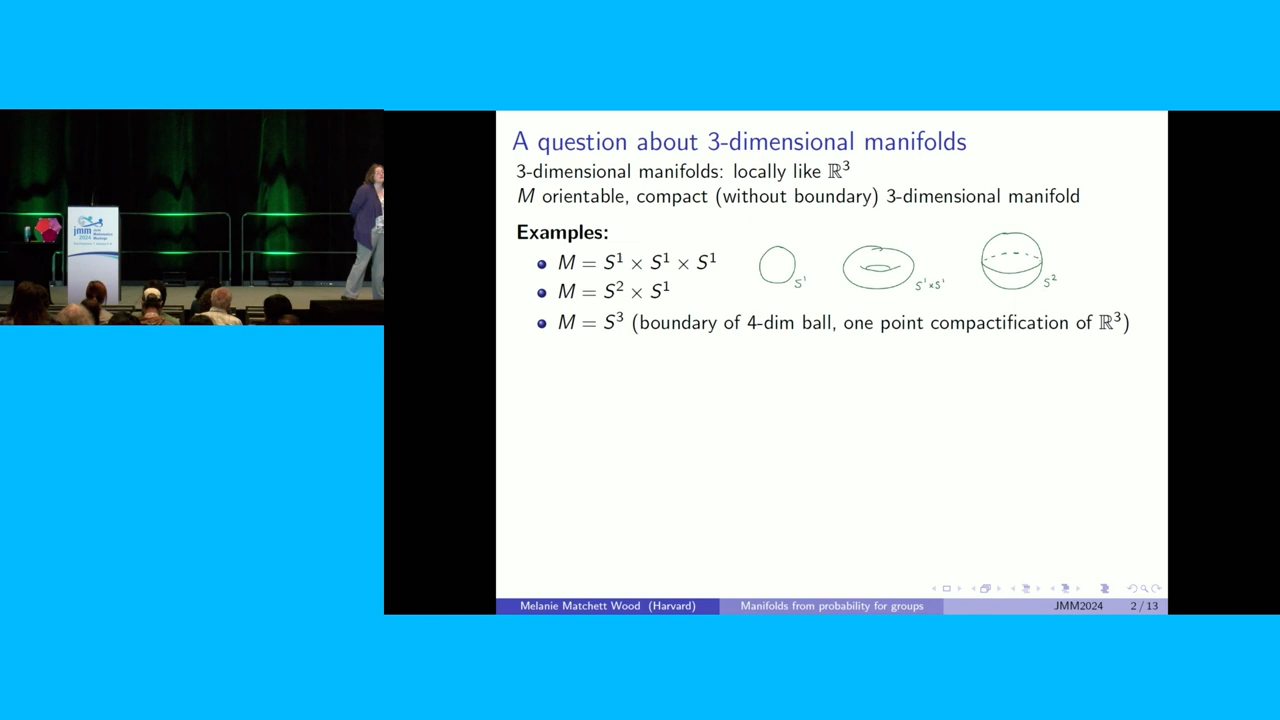 A question about 3-dimensional manifolds
3-dimensional manifolds: locally like ℝ³
M orientable, compact (without boundary) 3-dimensional manifold
Examples:
M = S¹ × S¹ × S¹
S¹
S¹×S¹
S²
M = S² × S¹
M = S³ (boundary of 4-dim ball, one point compactification of ℝ³)
jmm
2024
Melanie Matchett Wood (Harvard) Manifolds from probability for groups JMM2024 2 / 13